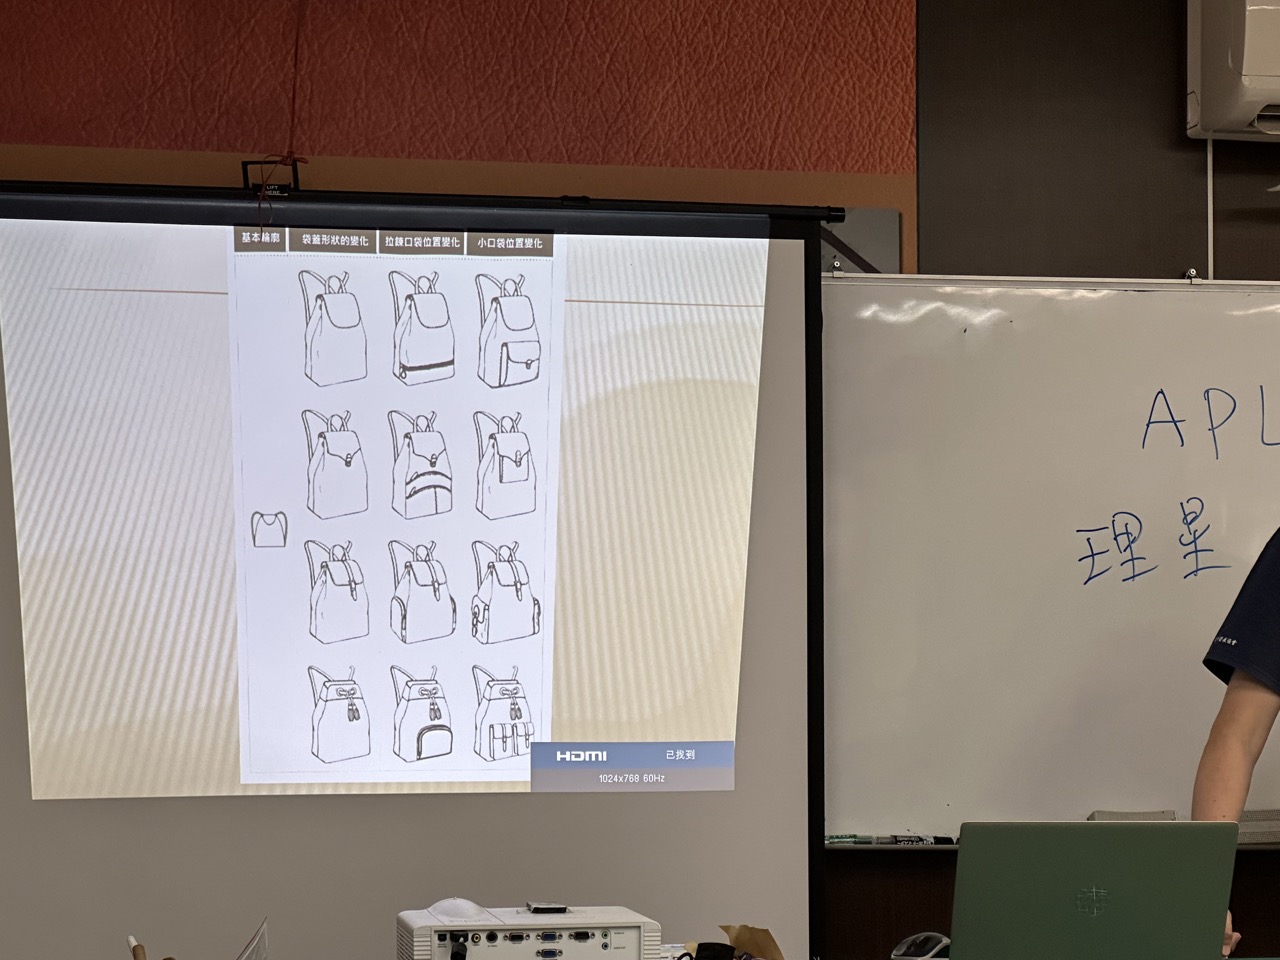 LIFT
HERE
基本輪廓
袋蓋形狀的變化
拉鍊口袋位置變化
小口袋位置變化
HDMI
已找到
1024x768 60Hz
APL
理星